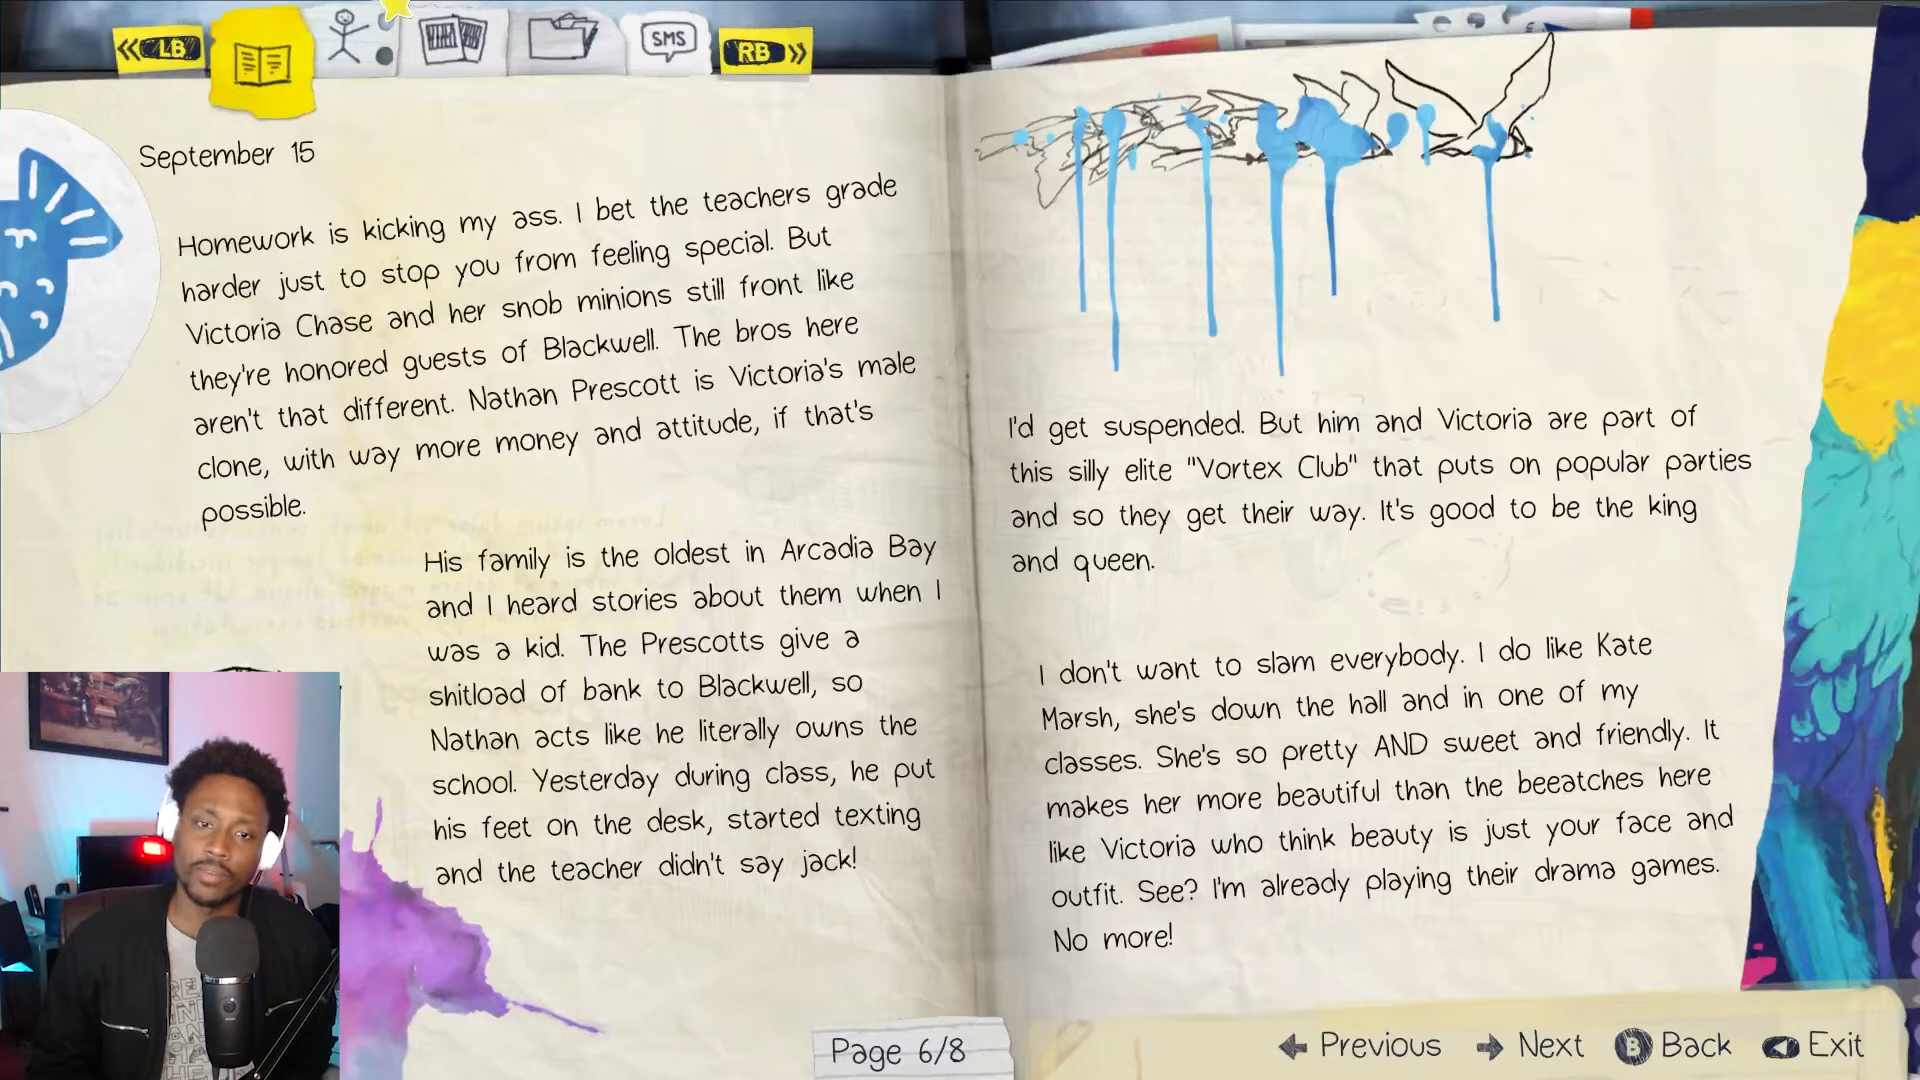 LB
SMS
RB
September 15
Homework is kicking my ass. I bet the teachers grade
harder just to stop you from feeling special. But
Victoria Chase and her snob minions still front like
they're honored guests of Blackwell. The bros here
aren't that different. Nathan Prescott is Victoria's male
clone, with way more money and attitude, if that's
possible.
His family is the oldest in Arcadia Bay
and I heard stories about them when I
was a kid. The Prescotts give a
shitload of bank to Blackwell, so
Nathan acts like he literally owns the
school. Yesterday during class, he put
his feet on the desk, started texting
and the teacher didn't say jack!
I'd get suspended. But him and Victoria are part of
this silly elite "Vortex Club" that puts on popular parties
and so they get their way. It's good to be the king
and queen.
I don't want to slam everybody. I do like Kate
Marsh, she's down the hall and in one of my
classes. She's so pretty AND sweet and friendly. It
makes her more beautiful than the beeatches here
like Victoria who think beauty is just your face and
outfit. See? I'm already playing their drama games.
No more!
Page 6/8
Previous
Next
B Back
Exit